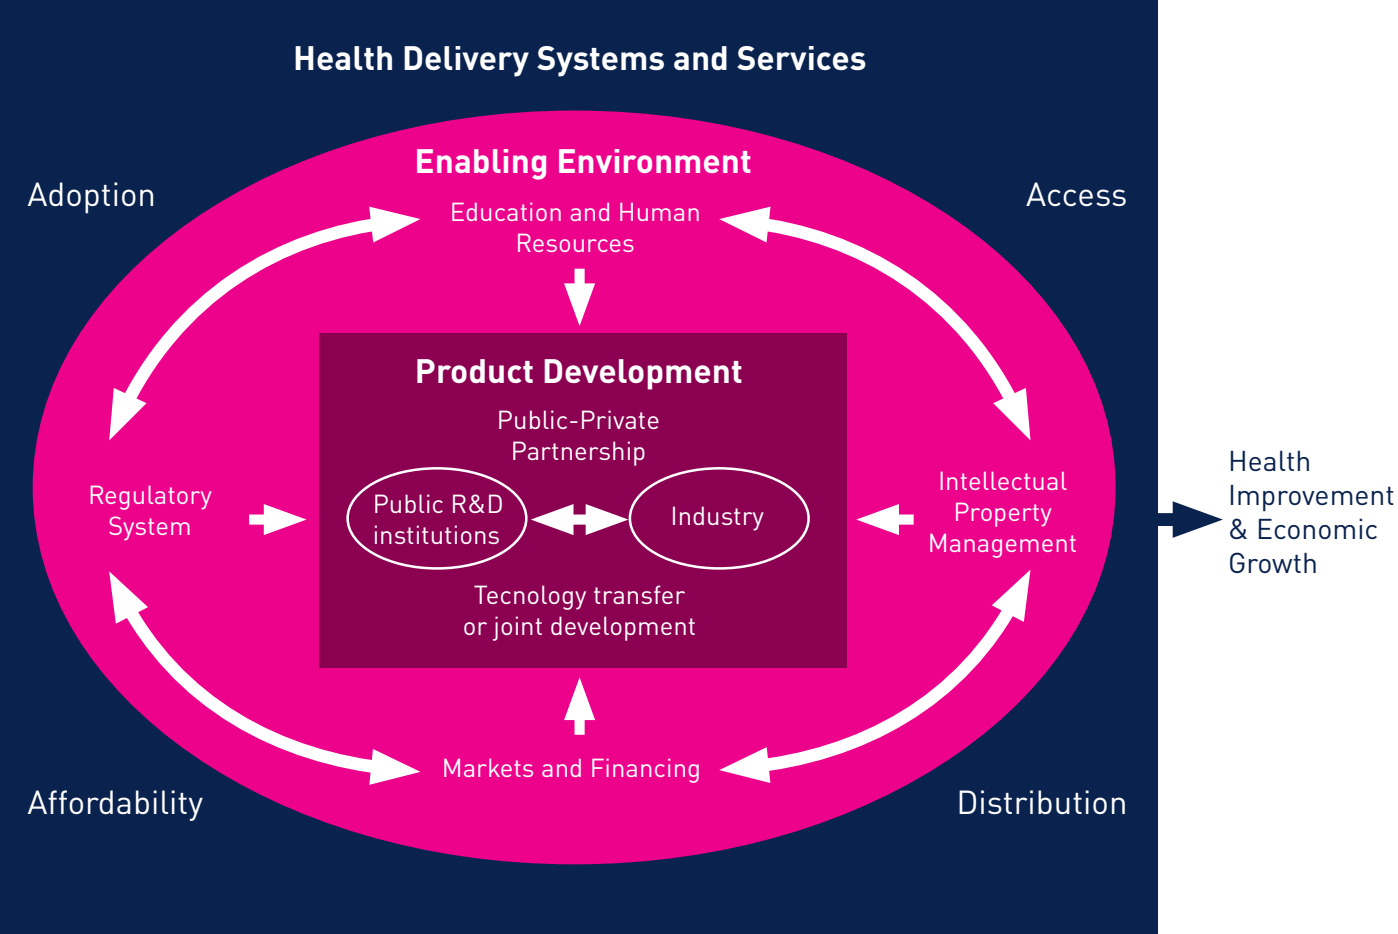 Health Delivery Systems and Services
Enabling Environment
Adoption
Access
Education and Human
Resources
Product Development
Public-Private
Partnership
Regulatory
System
Public R&D
institutions
Industry
Intellectual
Property
Management
Health
Improvement
& Economic
Growth
Tecnology transfer
or joint development
Markets and Financing
Affordability
Distribution